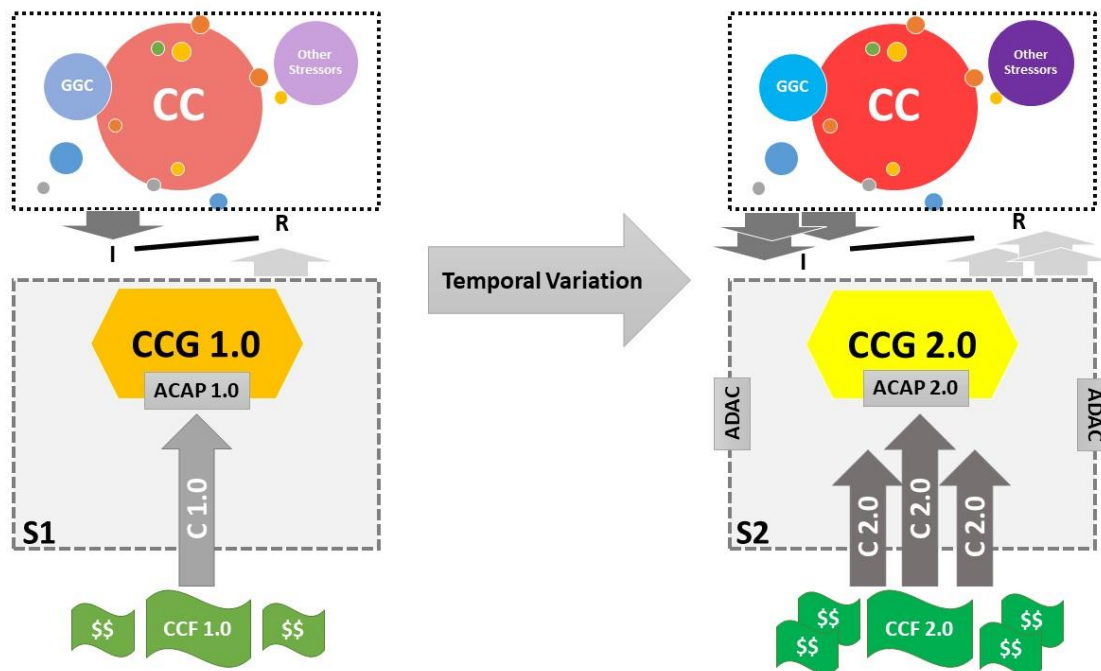 GGC
CC
Other
Stressors
I
R
CCG 1.0
ACAP 1.0
C 1.0
S1
$$
CCF 1.0
$$
Temporal Variation
GGC
CC
Other
Stressors
I
R
CCG 2.0
ACAP 2.0
ADAC
ADAC
C 2.0
C 2.0
C 2.0
S2
$$
$$
CCF 2.0
$$
$$